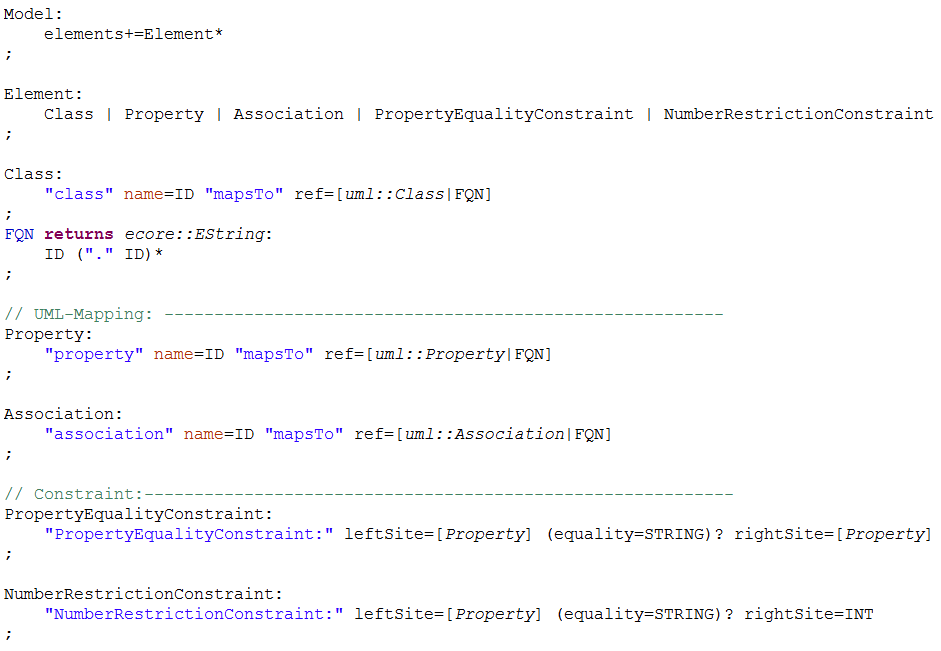 Model:
    elements+=Element*
;

Element:
    Class | Property | Association | PropertyEqualityConstraint | NumberRestrictionConstraint
;

Class:
    "class" name=ID "mapsTo" ref=[uml::Class|FQN]
;
FQN returns ecore::EString:
    ID ("." ID)*
;

// UML-Mapping: --------------------------------------------------------
Property:
    "property" name=ID "mapsTo" ref=[uml::Property|FQN]
;

Association:
    "association" name=ID "mapsTo" ref=[uml::Association|FQN]
;

// Constraint:-----------------------------------------------------------
PropertyEqualityConstraint:
    "PropertyEqualityConstraint:" leftSite=[Property] (equality=STRING)? rightSite=[Property]
;

NumberRestrictionConstraint:
    "NumberRestrictionConstraint:" leftSite=[Property] (equality=STRING)? rightSite=INT
;